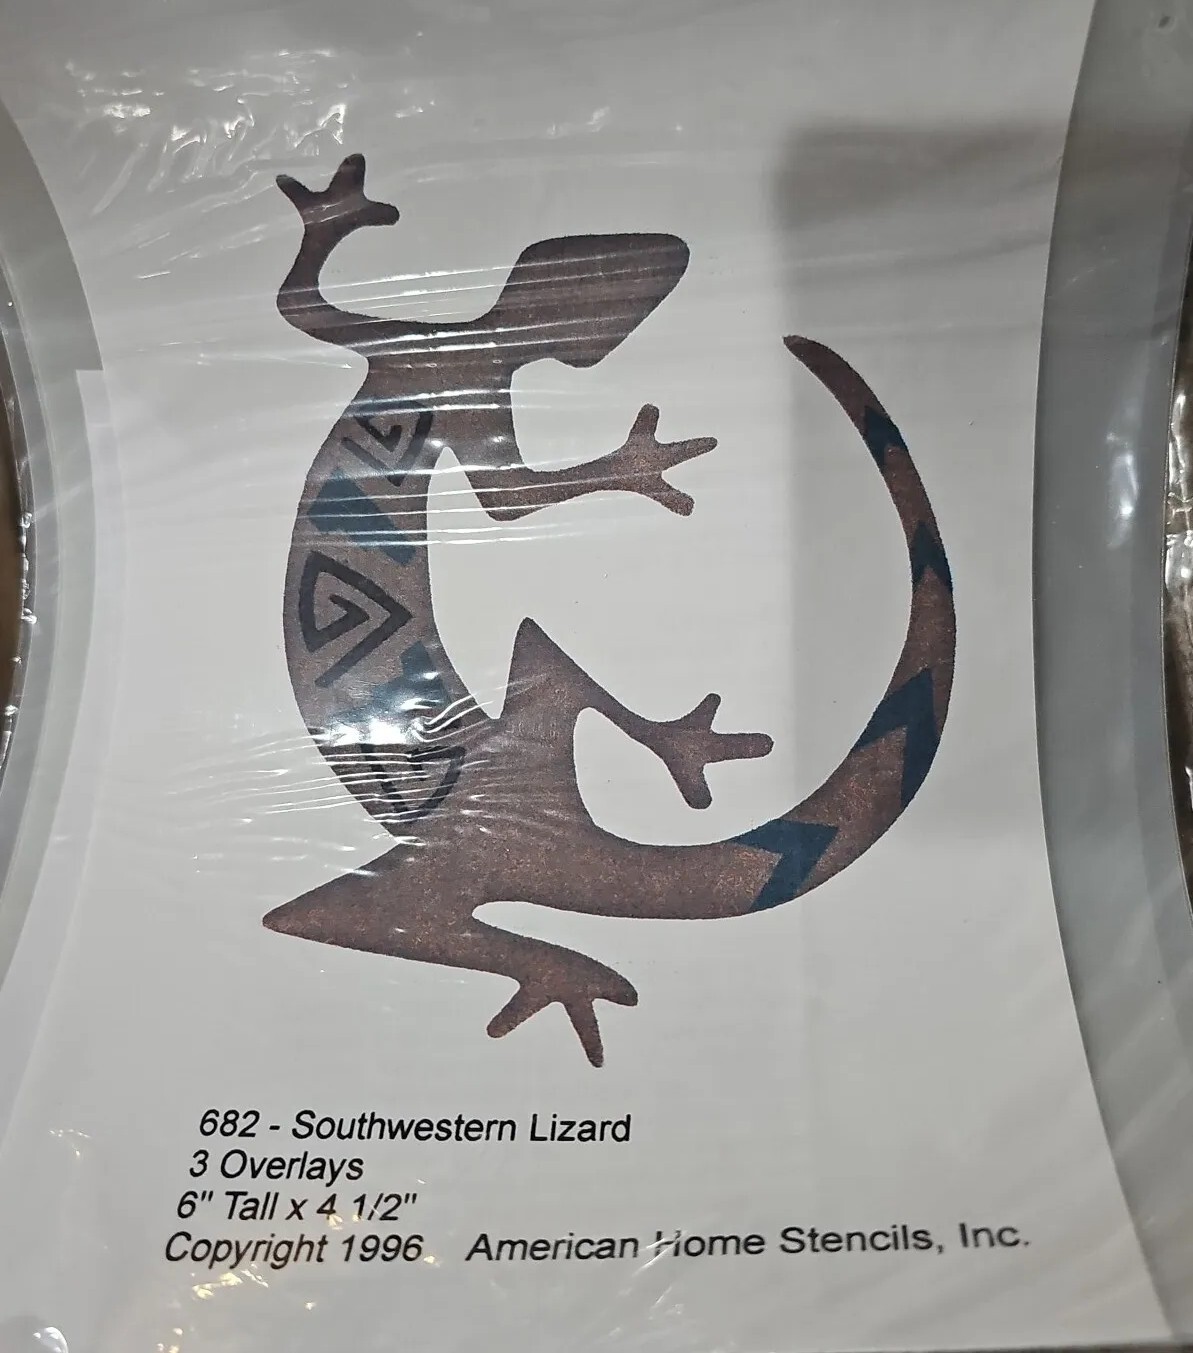 682 - Southwestern Lizard
3 Overlays
6" Tall x 4 1/2"
Copyright 1996 American Home Stencils, Inc.